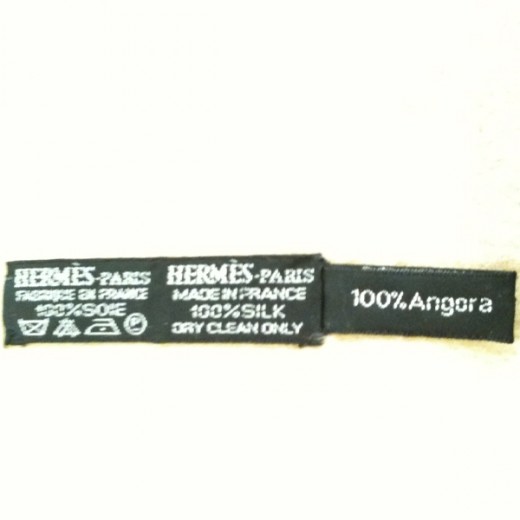 HERMÈS-PARIS
FABRIQUE EN FRANCE
100%SOIE
HERMÈS-PARIS
MADE IN FRANCE
100%SILK
DRY CLEAN ONLY
100%Angora